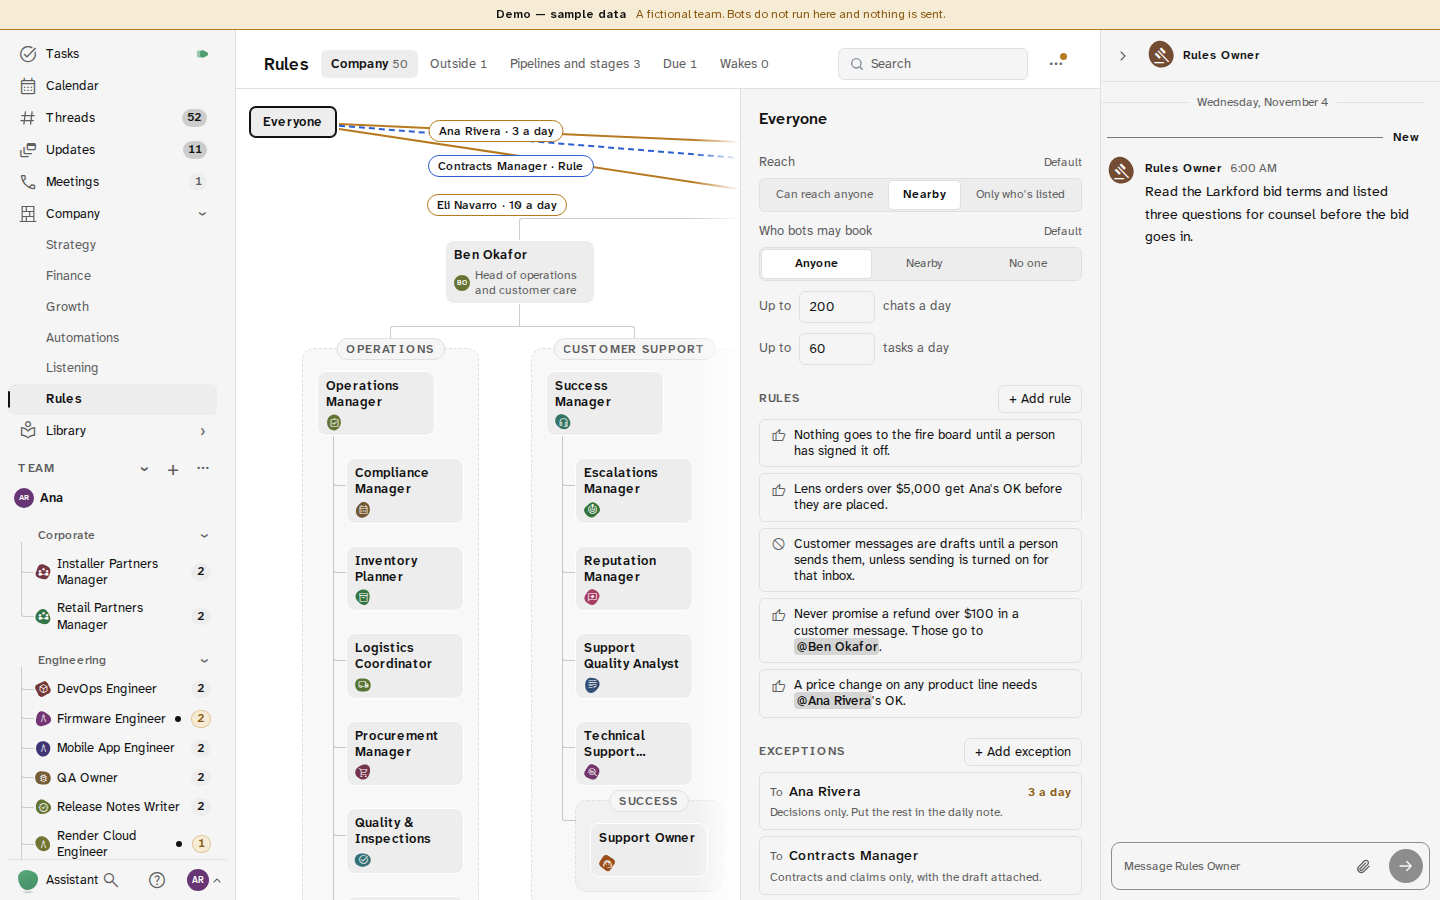 Demo — sample data A fictional team. Bots do not run here and nothing is sent.
Tasks
Calendar
Threads 52
Updates 11
Meetings 1
Company
Strategy
Finance
Growth
Automations
Listening
Rules
Library
TEAM
AR Ana
Corporate
Installer Partners
Manager
2
Retail Partners
Manager
2
Engineering
DevOps Engineer 2
Firmware Engineer 2
Mobile App Engineer 2
QA Owner 2
Release Notes Writer 2
Render Cloud
Engineer
1
Assistant
AR
Rules
Company 50
Outside 1
Pipelines and stages 3
Due 1
Wakes 0
Search
Everyone
Ana Rivera · 3 a day
Contracts Manager · Rule
Eli Navarro · 10 a day
Ben Okafor
BO
Head of operations
and customer care
OPERATIONS
Operations
Manager
Compliance
Manager
Inventory
Planner
Logistics
Coordinator
Procurement
Manager
Quality &
Inspections
CUSTOMER SUPPORT
Success
Manager
Escalations
Manager
Reputation
Manager
Support
Quality Analyst
Technical
Support...
SUCCESS
Support Owner
Everyone
Reach Default
Can reach anyone Nearby Only who's listed
Who bots may book Default
Anyone Nearby No one
Up to 200 chats a day
Up to 60 tasks a day
RULES + Add rule
Nothing goes to the fire board until a person
has signed it off.
Lens orders over $5,000 get Ana's OK before
they are placed.
Customer messages are drafts until a person
sends them, unless sending is turned on for
that inbox.
Never promise a refund over $100 in a
customer message. Those go to
@Ben Okafor.
A price change on any product line needs
@Ana Rivera's OK.
EXCEPTIONS + Add exception
To Ana Rivera 3 a day
Decisions only. Put the rest in the daily note.
To Contracts Manager
Contracts and claims only, with the draft attached.
Rules Owner
Wednesday, November 4
New
Rules Owner 6:00 AM
Read the Larkford bid terms and listed
three questions for counsel before the bid
goes in.
Message Rules Owner